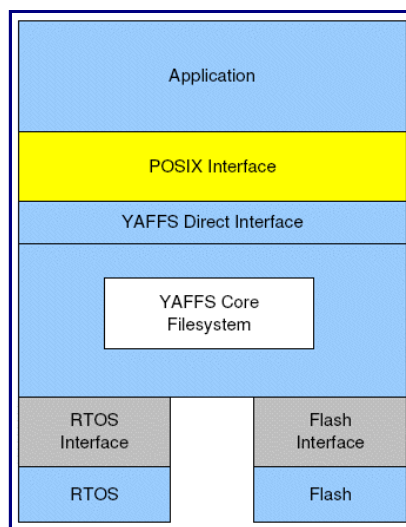 Application
POSIX Interface
YAFFS Direct Interface
YAFFS Core
Filesystem
RTOS
Interface
Flash
Interface
RTOS
Flash